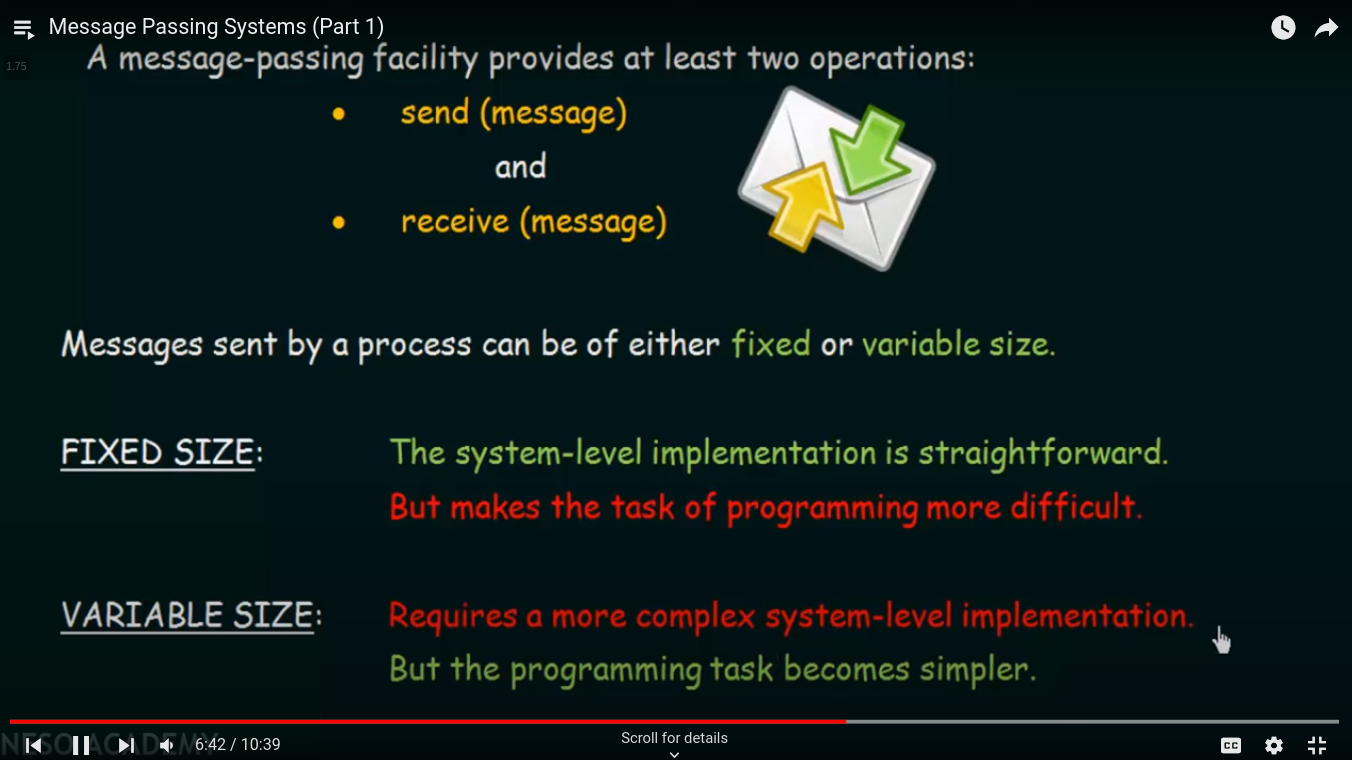 Message Passing Systems (Part 1)
1.75
A message-passing facility provides at least two operations:
• send (message)
and
• receive (message)
Messages sent by a process can be of either fixed or variable size.
FIXED SIZE: The system-level implementation is straightforward.
But makes the task of programming more difficult.
VARIABLE SIZE: Requires a more complex system-level implementation.
But the programming task becomes simpler.
NESO ACADEMY
6:42 / 10:39
Scroll for details
CC